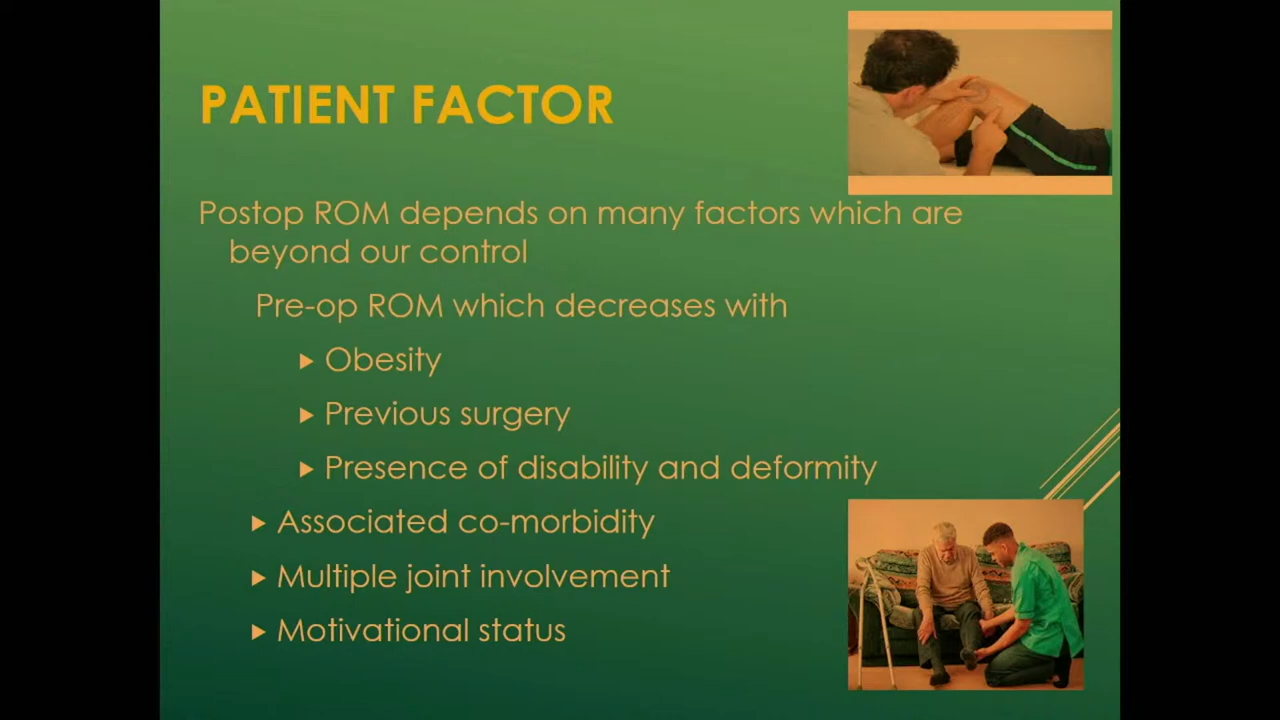 PATIENT FACTOR
Postop ROM depends on many factors which are
beyond our control
Pre-op ROM which decreases with
Obesity
Previous surgery
Presence of disability and deformity
Associated co-morbidity
Multiple joint involvement
Motivational status